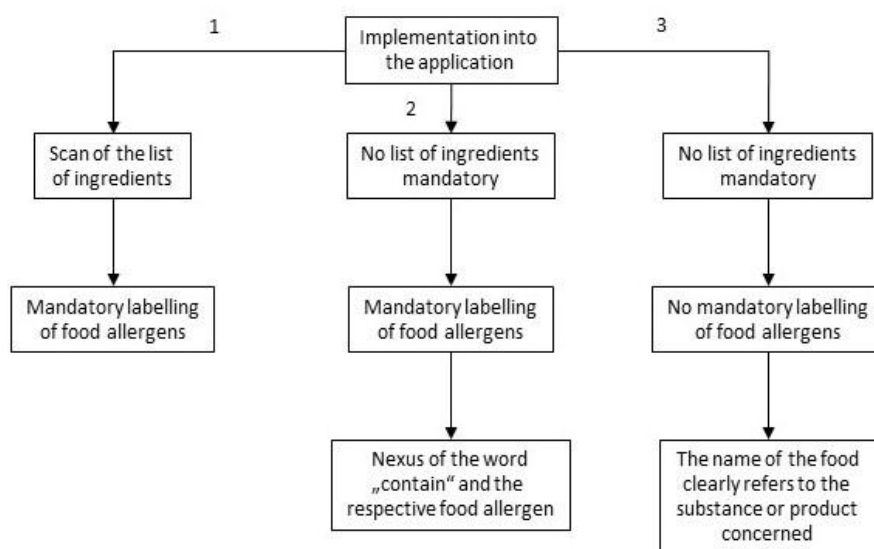 1
Implementation into
the application
3
2
Scan of the list
of ingredients
No list of ingredients
mandatory
No list of ingredients
mandatory
Mandatory labelling
of food allergens
Mandatory labelling
of food allergens
No mandatory labelling
of food allergens
Nexus of the word
„contain“ and the
respective food allergen
The name of the food
clearly refers to the
substance or product
concerned